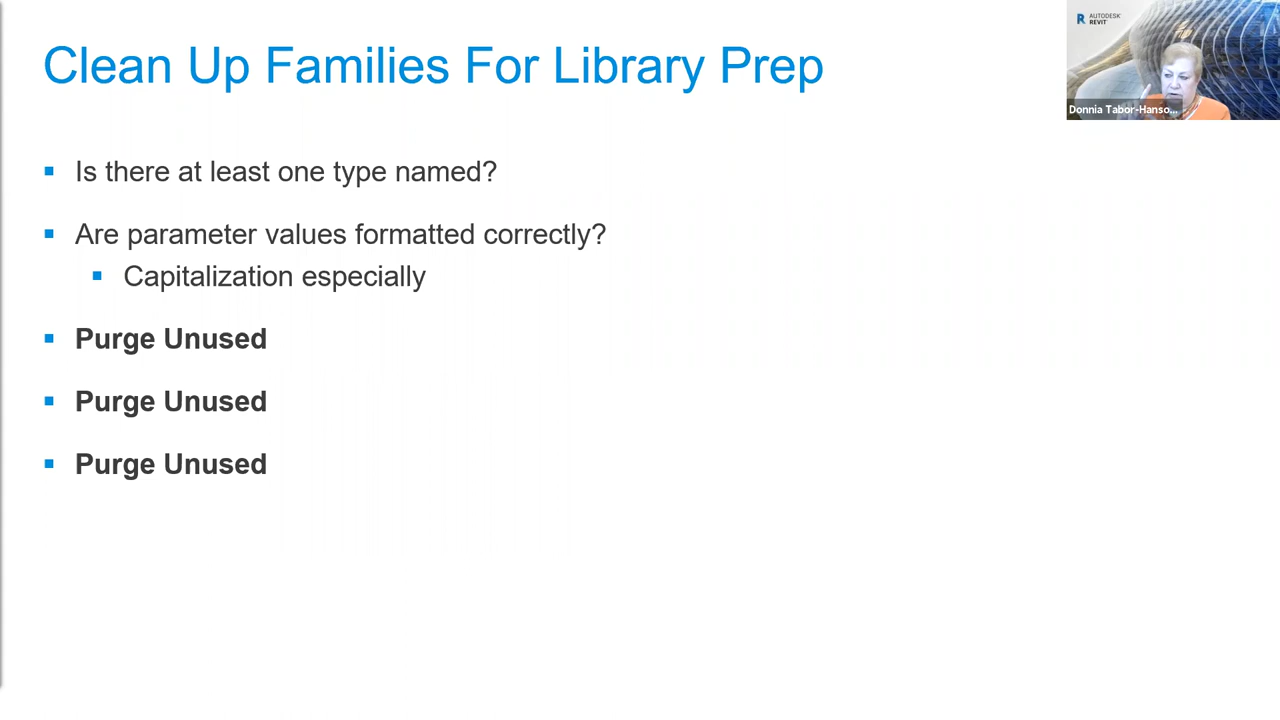 Clean Up Families For Library Prep
AUTODESK
REVIT
Donnia Tabor-Hanso...
Is there at least one type named?
Are parameter values formatted correctly?
Capitalization especially
Purge Unused
Purge Unused
Purge Unused